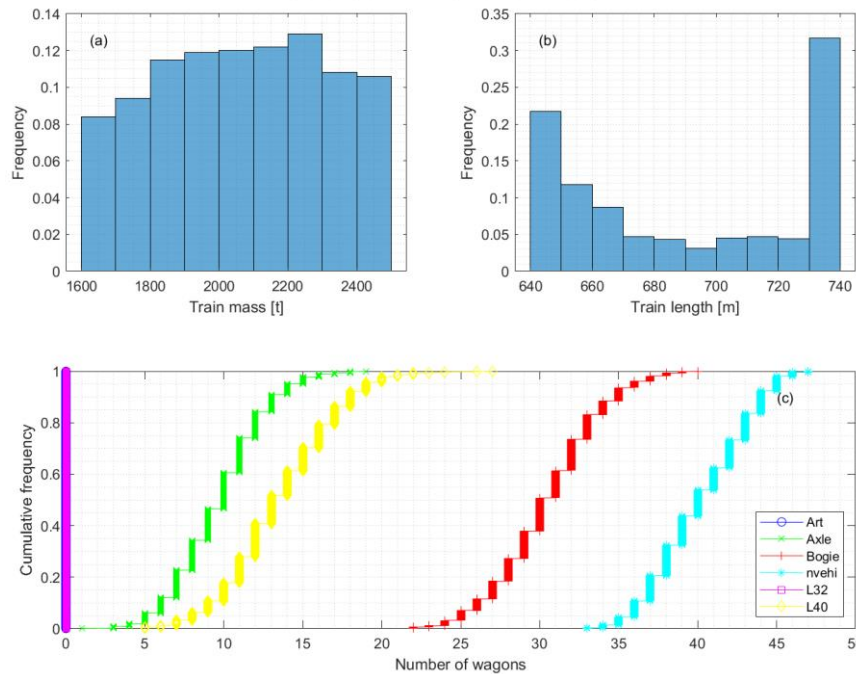 0.14
0.12
0.1
0.08
0.06
0.04
0.02
0
Frequency
(a)
1600 1800 2000 2200 2400
Train mass [t]
0.35
0.3
0.25
0.2
0.15
0.1
0.05
0
Frequency
(b)
640 660 680 700 720 740
Train length [m]
1
0.8
0.6
0.4
0.2
0
Cumulative frequency
(c)
Art
Axle
Bogie
nvehi
L32
L40
0 5 10 15 20 25 30 35 40 45 5
Number of wagons